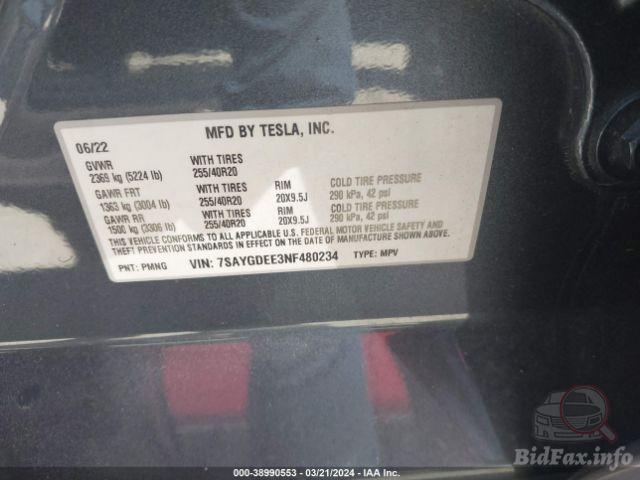 MFD BY TESLA, INC.
06/22
GVWR WITH TIRES
2369 kg (5224 lb) 255/40R20
GAWR FRT WITH TIRES RIM COLD TIRE PRESSURE
1363 kg (3004 lb) 255/40R20 20X9.5J 290 kPa, 42 psi
GAWR RR WITH TIRES RIM COLD TIRE PRESSURE
1500 kg (3306 lb) 255/40R20 20X9.5J 290 kPa, 42 psi
THIS VEHICLE CONFORMS TO ALL APPLICABLE U.S. FEDERAL MOTOR VEHICLE SAFETY AND
THEFT PREVENTION STANDARDS IN EFFECT ON THE DATE OF MANUFACTURE SHOWN ABOVE.
PNT: PMNG VIN: 7SAYGDEE3NF480234 TYPE: MPV
BidFax.info
000-38990553 - 03/21/2024 - IAA Inc.